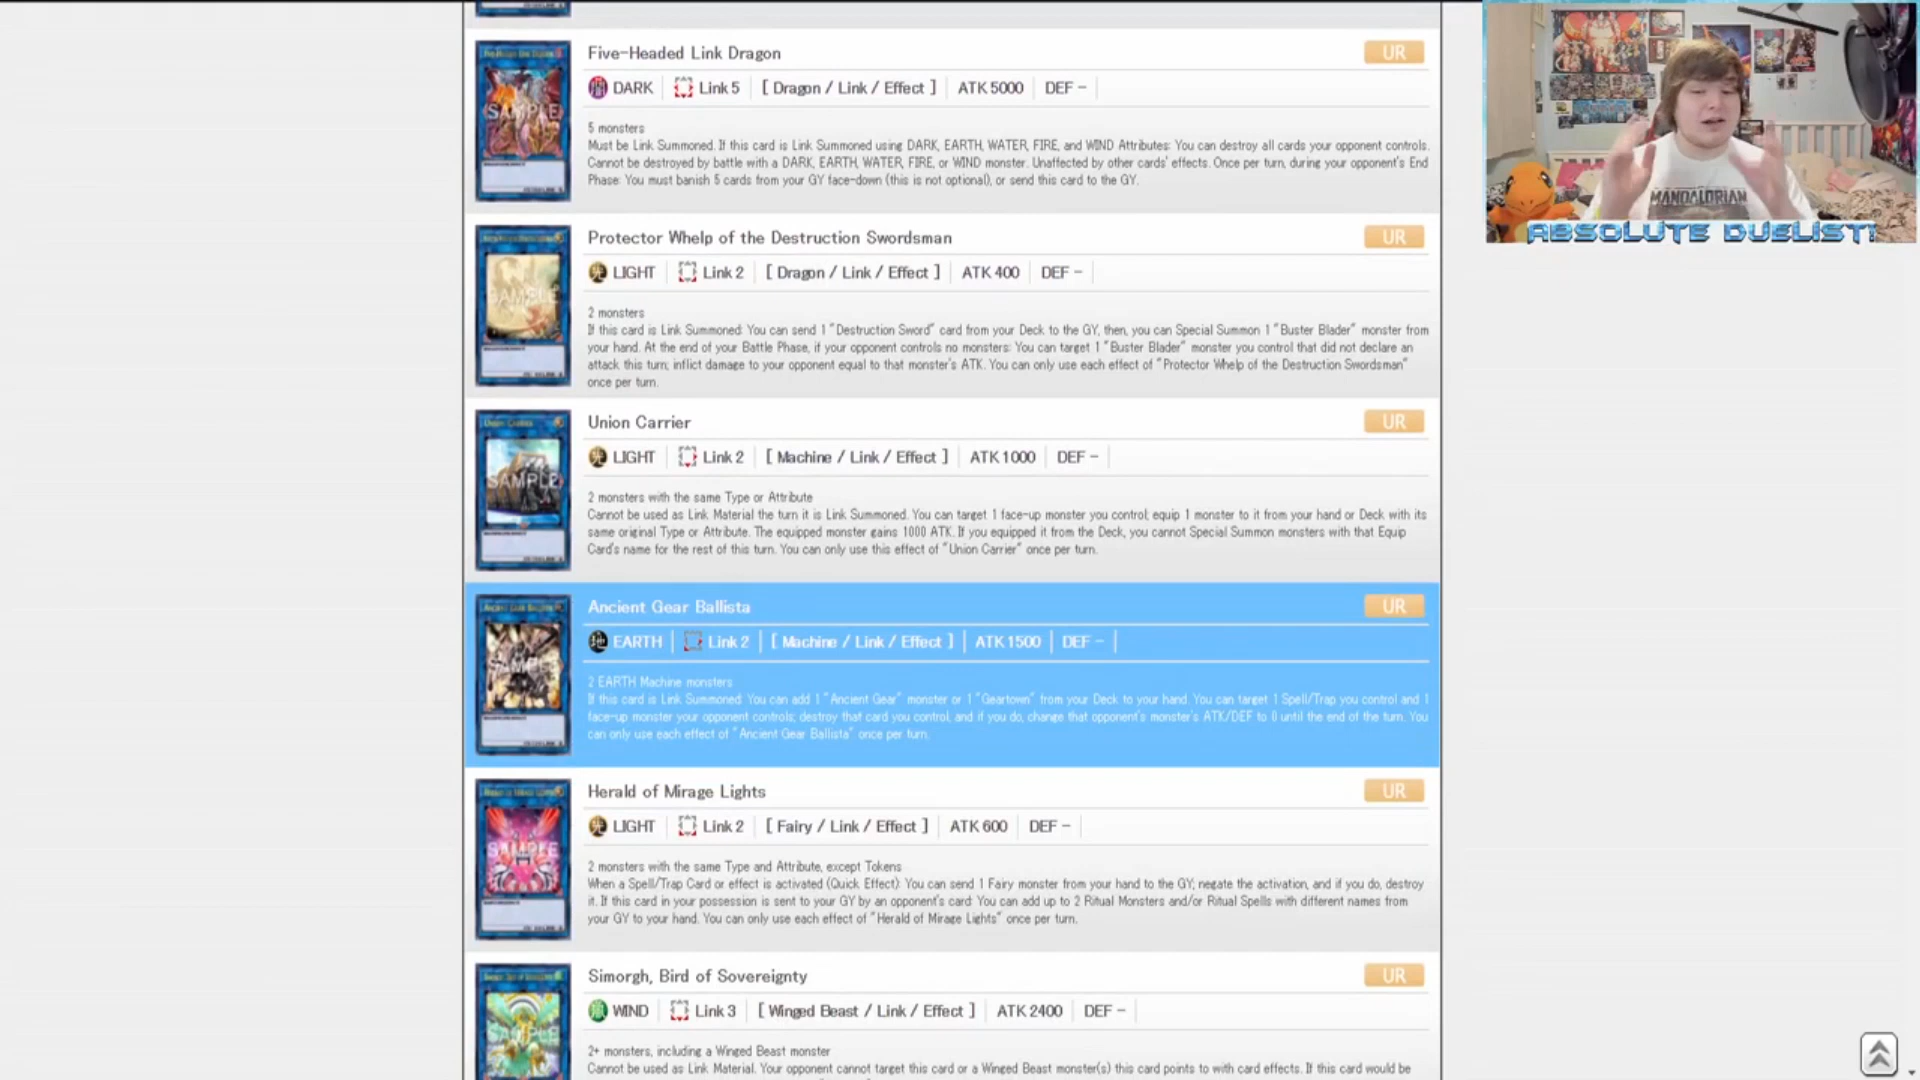 Five-Headed Link Dragon UR
DARK Link 5 [ Dragon / Link / Effect ] ATK 5000 DEF -
5 monsters
Must be Link Summoned. If this card is Link Summoned using DARK, EARTH, WATER, FIRE, and WIND Attributes: You can destroy all cards your opponent controls.
Cannot be destroyed by battle with a DARK, EARTH, WATER, FIRE, or WIND monster. Unaffected by other cards' effects. Once per turn, during your opponent's End
Phase: You must banish 5 cards from your GY face-down (this is not optional), or send this card to the GY.
SAMPLE
Protector Whelp of the Destruction Swordsman UR
LIGHT Link 2 [ Dragon / Link / Effect ] ATK 400 DEF -
2 monsters
If this card is Link Summoned: You can send 1 "Destruction Sword" card from your Deck to the GY, then, you can Special Summon 1 "Buster Blader" monster from
your hand. At the end of your Battle Phase, if your opponent controls no monsters: You can target 1 "Buster Blader" monster you control that did not declare an
attack this turn; inflict damage to your opponent equal to that monster's ATK. You can only use each effect of "Protector Whelp of the Destruction Swordsman"
once per turn.
SAMPLE
Union Carrier UR
LIGHT Link 2 [ Machine / Link / Effect ] ATK 1000 DEF -
2 monsters with the same Type or Attribute
Cannot be used as Link Material the turn it is Link Summoned. You can target 1 face-up monster you control; equip 1 monster to it from your hand or Deck with its
same original Type or Attribute. The equipped monster gains 1000 ATK. If you equipped it from the Deck, you cannot Special Summon monsters with that Equip
Card's name for the rest of this turn. You can only use this effect of "Union Carrier" once per turn.
SAMPLE
Ancient Gear Ballista UR
EARTH Link 2 [ Machine / Link / Effect ] ATK 1500 DEF -
2 EARTH Machine monsters
If this card is Link Summoned: You can add 1 "Ancient Gear" monster or 1 "Geartown" from your Deck to your hand. You can target 1 Spell/Trap you control and 1
face-up monster your opponent controls; destroy that card you control, and if you do, change that opponent's monster's ATK/DEF to 0 until the end of the turn. You
can only use each effect of "Ancient Gear Ballista" once per turn.
SAMPLE
Herald of Mirage Lights UR
LIGHT Link 2 [ Fairy / Link / Effect ] ATK 600 DEF -
2 monsters with the same Type and Attribute, except Tokens
When a Spell/Trap Card or effect is activated (Quick Effect): You can send 1 Fairy monster from your hand to the GY; negate the activation, and if you do, destroy
it. If this card in your possession is sent to your GY by an opponent's card: You can add up to 2 Ritual Monsters and/or Ritual Spells with different names from
your GY to your hand. You can only use each effect of "Herald of Mirage Lights" once per turn.
SAMPLE
Simorgh, Bird of Sovereignty UR
WIND Link 3 [ Winged Beast / Link / Effect ] ATK 2400 DEF -
2+ monsters, including a Winged Beast monster
Cannot be used as Link Material. Your opponent cannot target this card or a Winged Beast monster(s) this card points to with card effects. If this card would be
SAMPLE
MANDALORIAN
ABSOLUTE DUELIST!